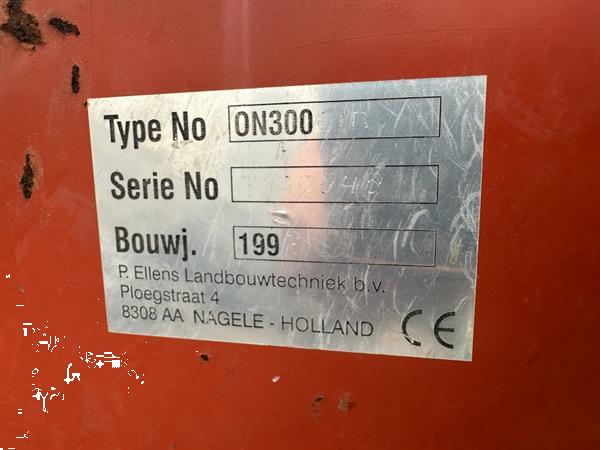 Type No ON300
Serie No
Bouwj. 199
P. Ellens Landbouwtechniek b.v.
Ploegstraat 4
8308 AA NAGELE - HOLLAND CE